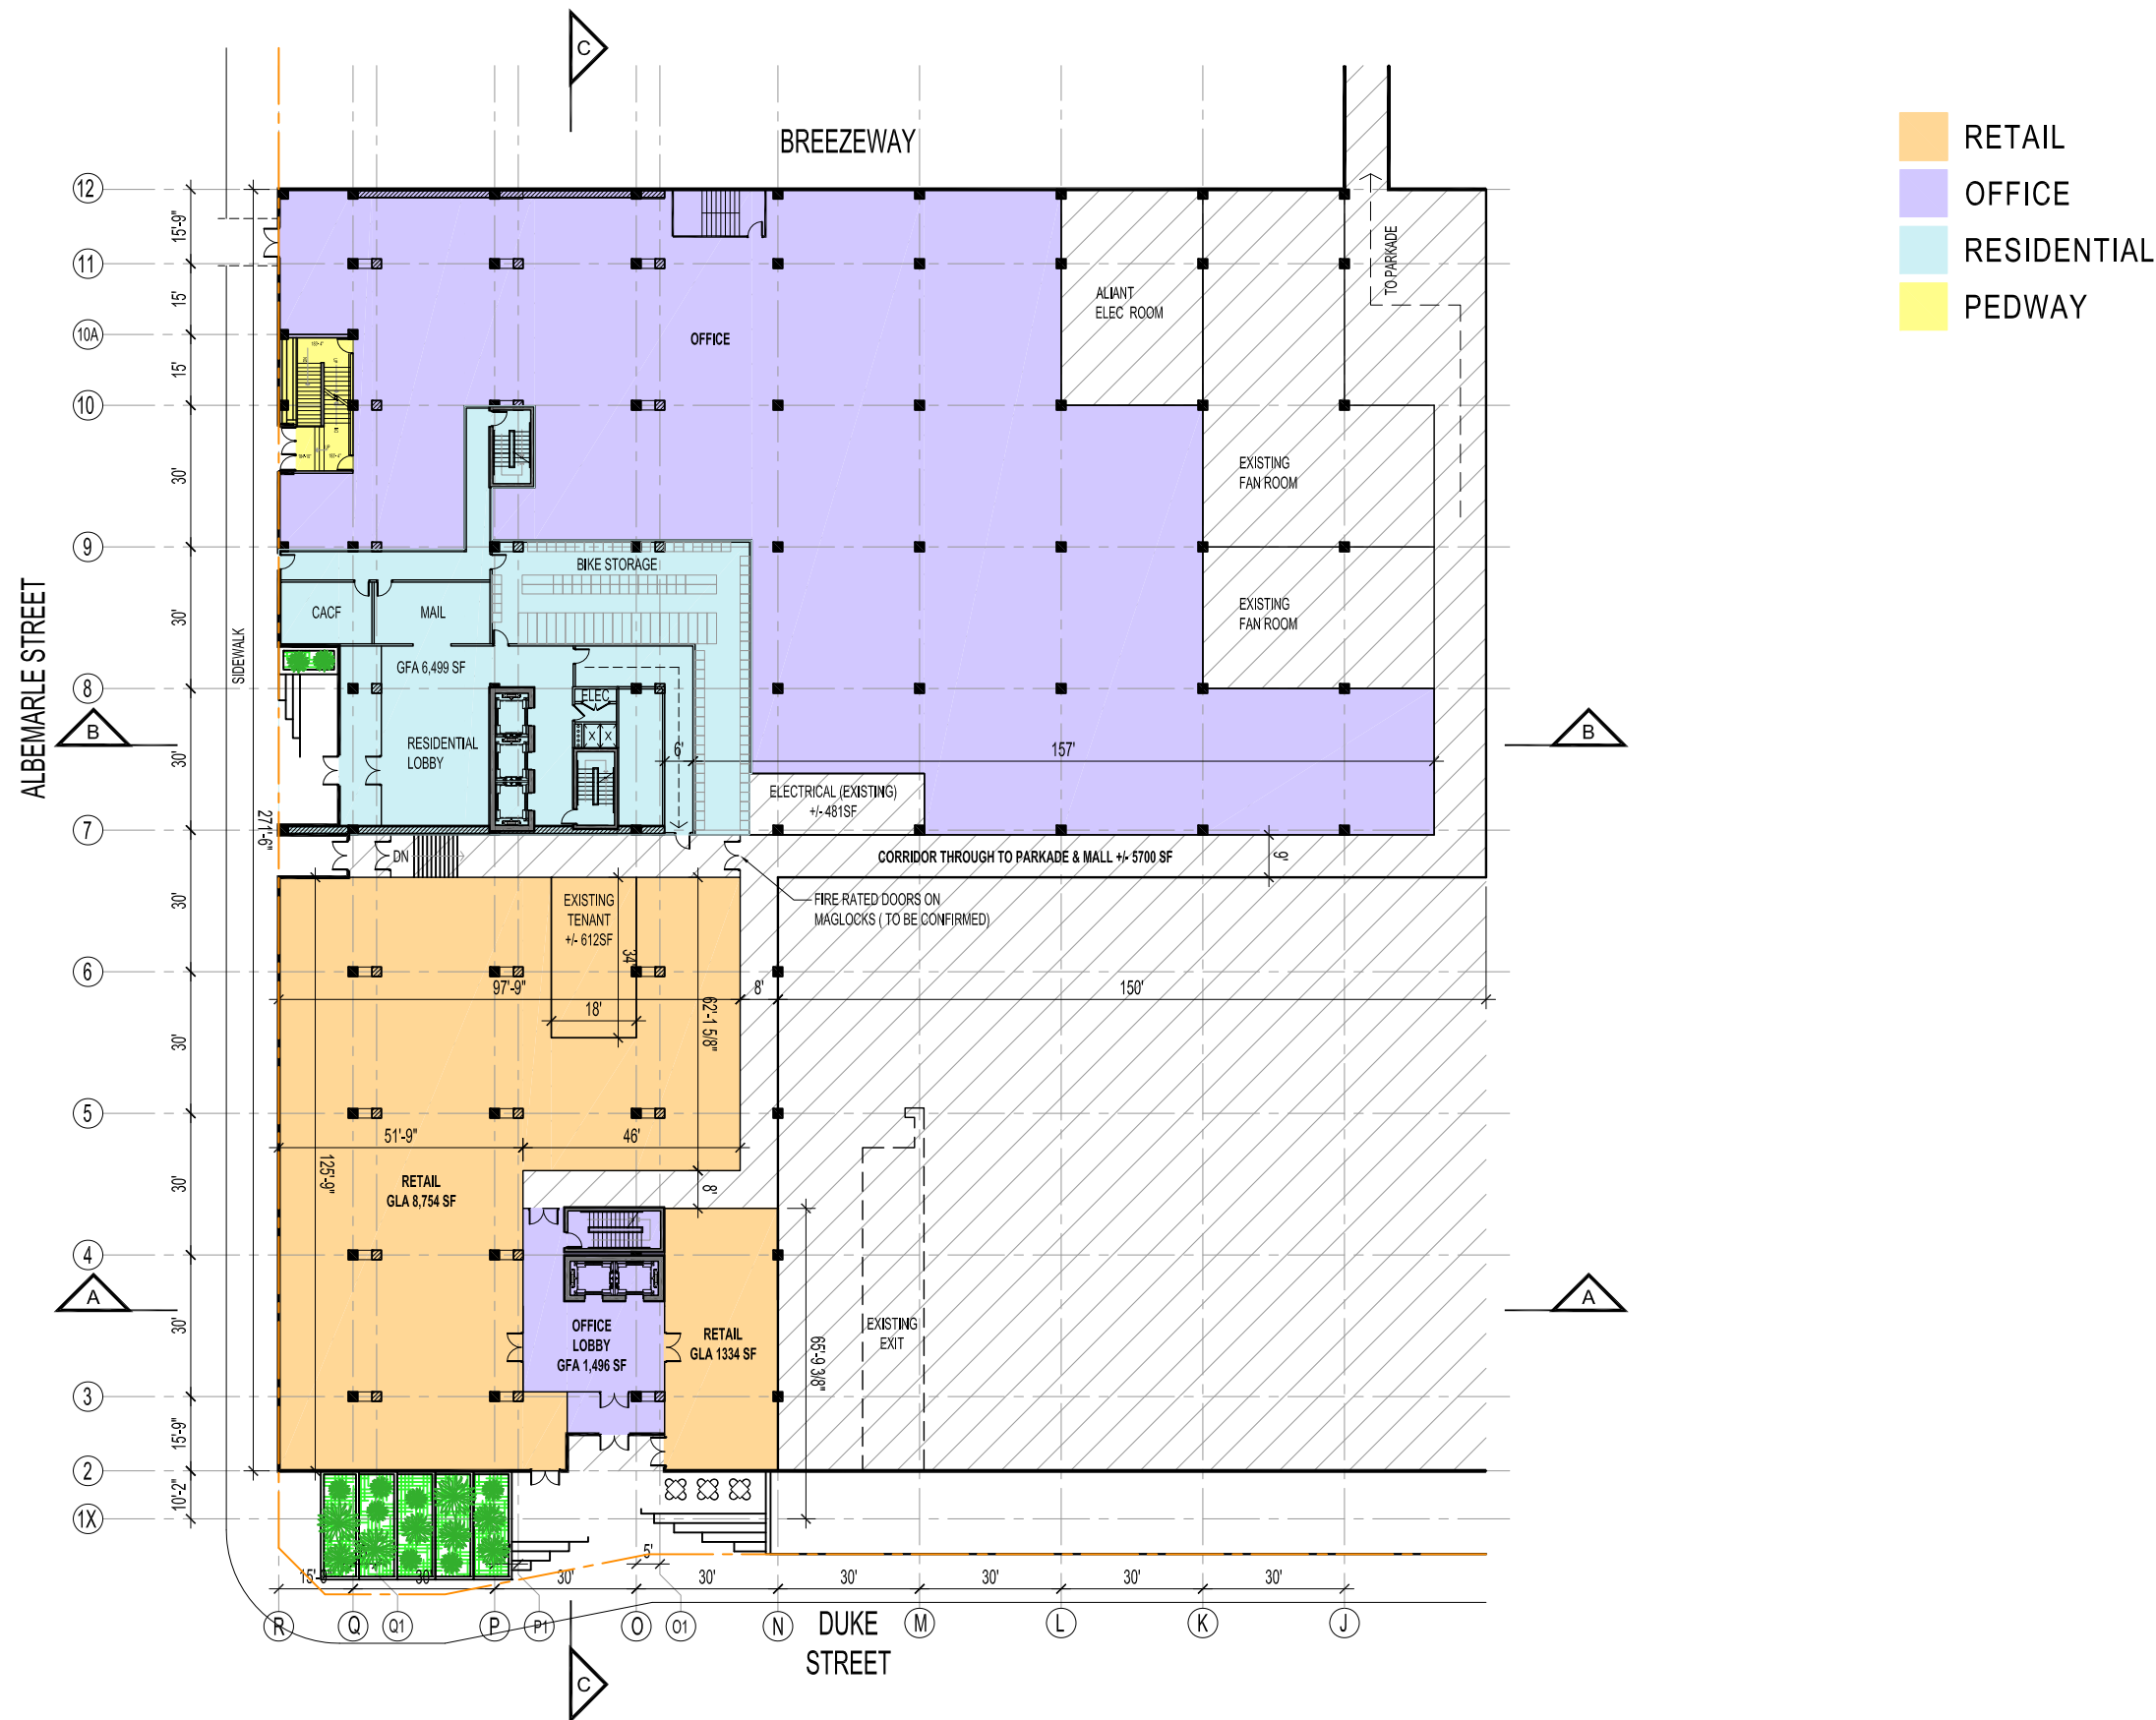 C
BREEZEWAY
RETAIL
OFFICE
RESIDENTIAL
PEDWAY
12
15'-9"
11
15'
10A
15'
10
30'
9
30'
8
30'
7
30'
6
30'
5
30'
4
30'
3
15'-9"
2
10'-2"
1X
ALBEMARLE STREET
SIDEWALK
271'-6"
TO PARKADE
ALIANT
ELEC ROOM
OFFICE
UP
EXISTING
FAN ROOM
EXISTING
FAN ROOM
BIKE STORAGE
CACF
MAIL
GFA 6,499 SF
ELEC
RESIDENTIAL
LOBBY
B
B
6'
157'
ELECTRICAL (EXISTING)
+/- 481SF
DN
CORRIDOR THROUGH TO PARKADE & MALL +/- 5700 SF
9'
EXISTING
TENANT
+/- 612SF
34'
FIRE RATED DOORS ON
MAGLOCKS ( TO BE CONFIRMED)
97'-9"
8'
150'
18'
62'-1 5/8"
51'-9"
46'
125'-9"
RETAIL
GLA 8,754 SF
8'
A
A
OFFICE
LOBBY
GFA 1,496 SF
RETAIL
GLA 1334 SF
65'-9 3/8"
EXISTING
EXIT
5'
30'
30'
30'
30'
30'
30'
30'
R
Q
Q1
P
P1
O
O1
N
M
L
K
J
DUKE
STREET
C